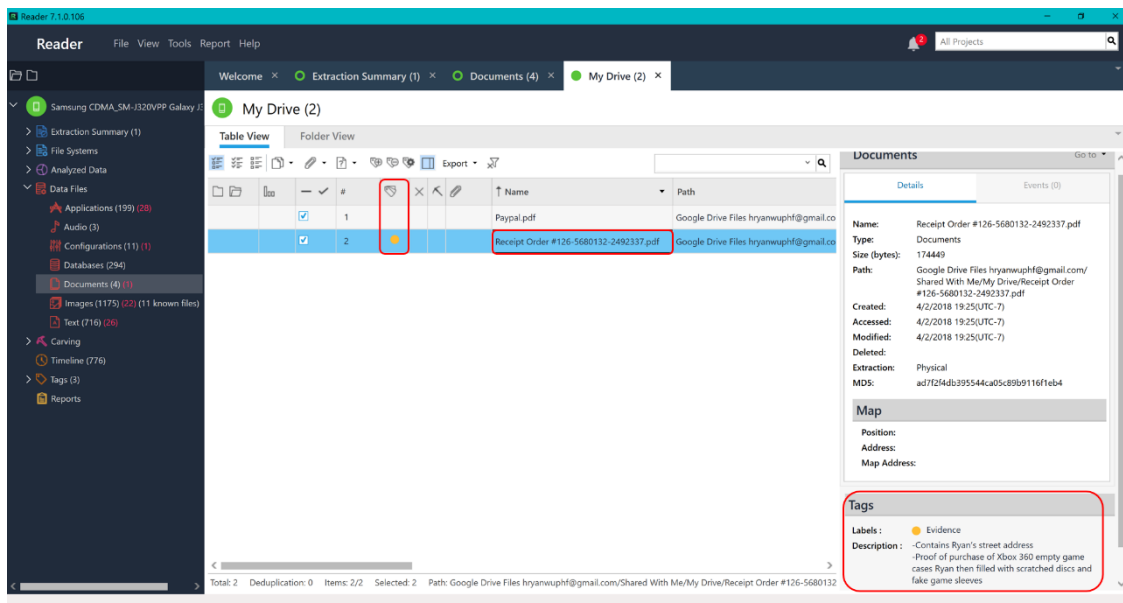 Reader 7.1.0.106
Reader File View Tools Report Help
2
All Projects
Welcome × Extraction Summary (1) × Documents (4) × My Drive (2) ×
Samsung CDMA_SM-J320VPP Galaxy J3
Extraction Summary (1)
File Systems
Analyzed Data
Data Files
Applications (199) (28)
Audio (3)
Configurations (11) (1)
Databases (294)
Documents (4) (1)
Images (1175) (22) (11 known files)
Text (716) (26)
Carving
Timeline (776)
Tags (3)
Reports
My Drive (2)
Table View Folder View
Export
# Name Path
1 Paypal.pdf Google Drive Files hryanwuphf@gmail.co
2 Receipt Order #126-5680132-2492337.pdf Google Drive Files hryanwuphf@gmail.co
Total: 2 Deduplication: 0 Items: 2/2 Selected: 2 Path: Google Drive Files hryanwuphf@gmail.com/Shared With Me/My Drive/Receipt Order #126-5680132
Documents Go to
Details Events (0)
Name: Receipt Order #126-5680132-2492337.pdf
Type: Documents
Size (bytes): 174449
Path: Google Drive Files hryanwuphf@gmail.com/
Shared With Me/My Drive/Receipt Order
#126-5680132-2492337.pdf
Created: 4/2/2018 19:25(UTC-7)
Accessed: 4/2/2018 19:25(UTC-7)
Modified: 4/2/2018 19:25(UTC-7)
Deleted:
Extraction: Physical
MD5: ad7f2f4db395544ca05c89b9116f1eb4
Map
Position:
Address:
Map Address:
Tags
Labels : Evidence
Description : -Contains Ryan's street address
-Proof of purchase of Xbox 360 empty game
cases Ryan then filled with scratched discs and
fake game sleeves